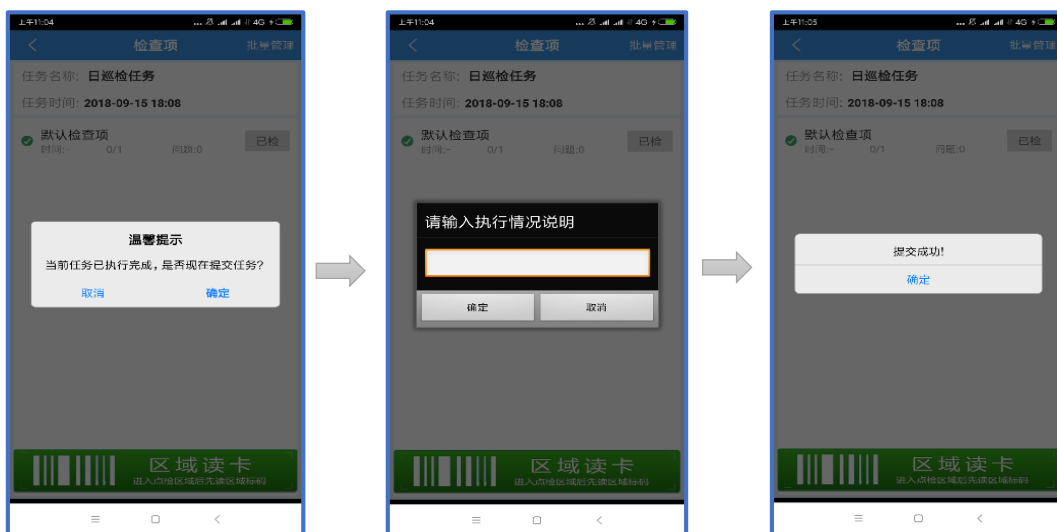 上午11:04
... 4G
检查项
批量管理
任务名称: 日巡检任务
任务时间: 2018-09-15 18:08
默认检查项
时间:-
0/1
问题:0
已检
温馨提示
当前任务已执行完成，是否现在提交任务?
取消
确定
区域读卡
进入点检区域后先读区域标码
上午11:04
... 4G
检查项
批量管理
任务名称: 日巡检任务
任务时间: 2018-09-15 18:08
默认检查项
时间:-
0/1
问题:0
已检
请输入执行情况说明
确定
取消
区域读卡
进入点检区域后先读区域标码
上午11:05
... 4G
检查项
批量管理
任务名称: 日巡检任务
任务时间: 2018-09-15 18:08
默认检查项
时间:-
0/1
问题:0
已检
提交成功!
确定
区域读卡
进入点检区域后先读区域标码